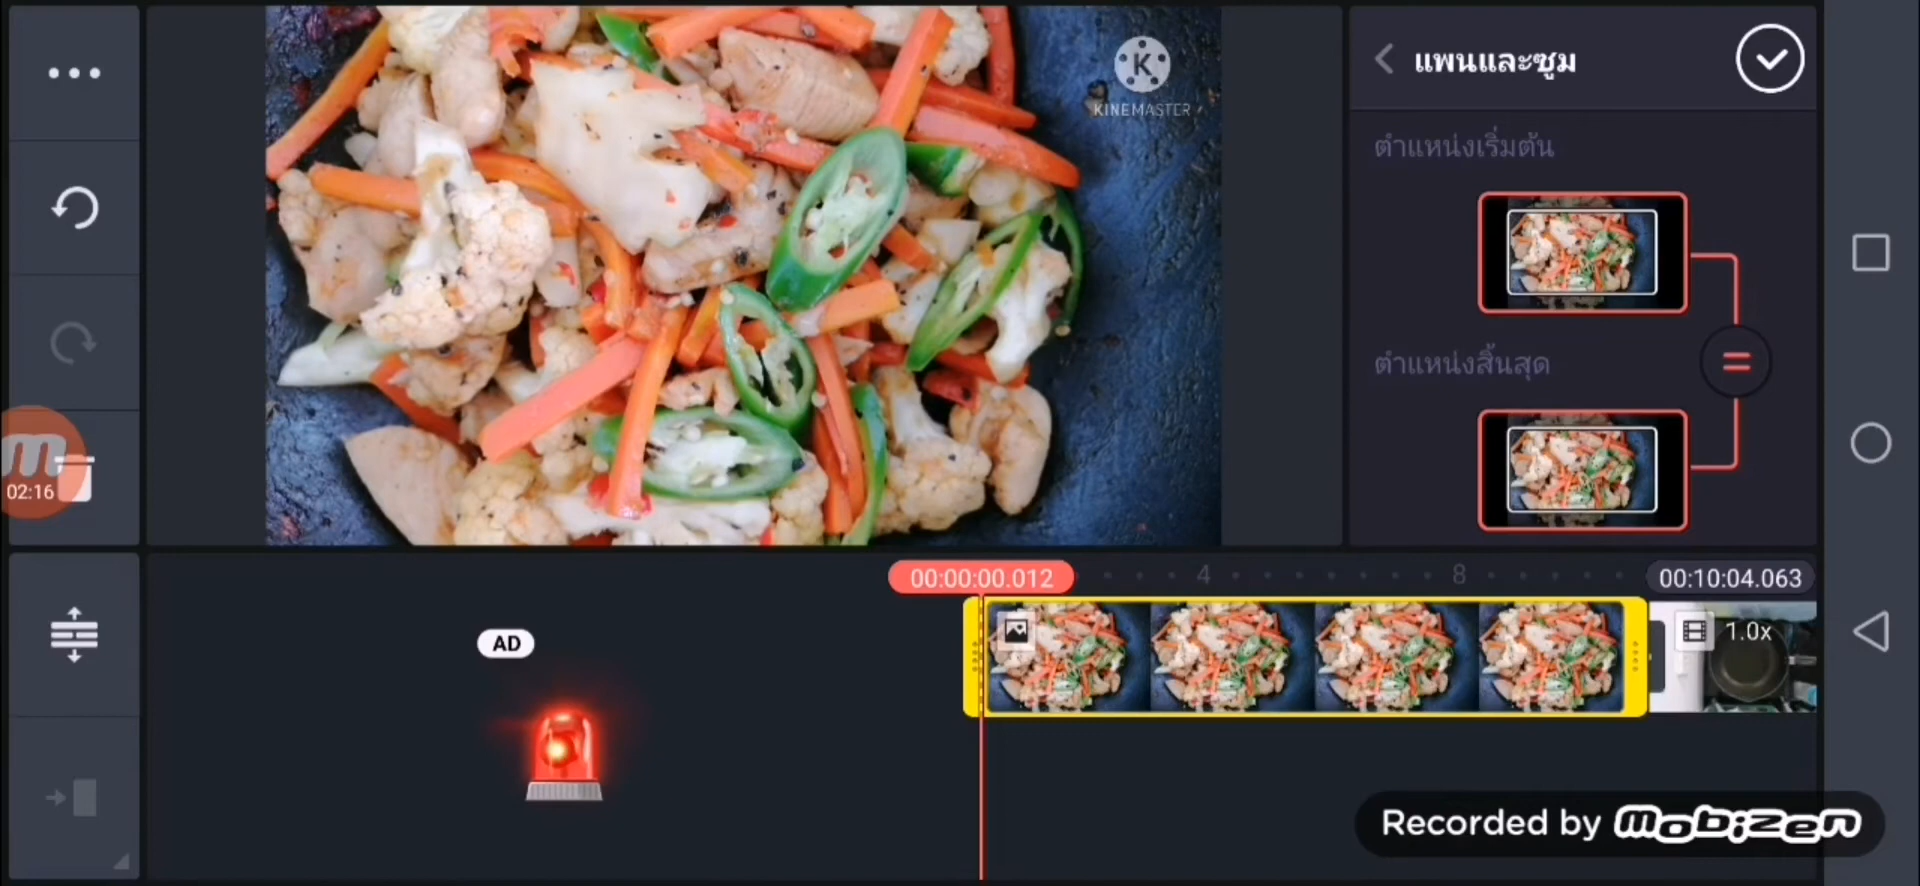 K
KINEMASTER
แพนและซูม
ตำแหน่งเริ่มต้น
ตำแหน่งสิ้นสุด
=
m
02:16
00:00:00.012
4
8
00:10:04.063
AD
1.0x
Recorded by mobizen